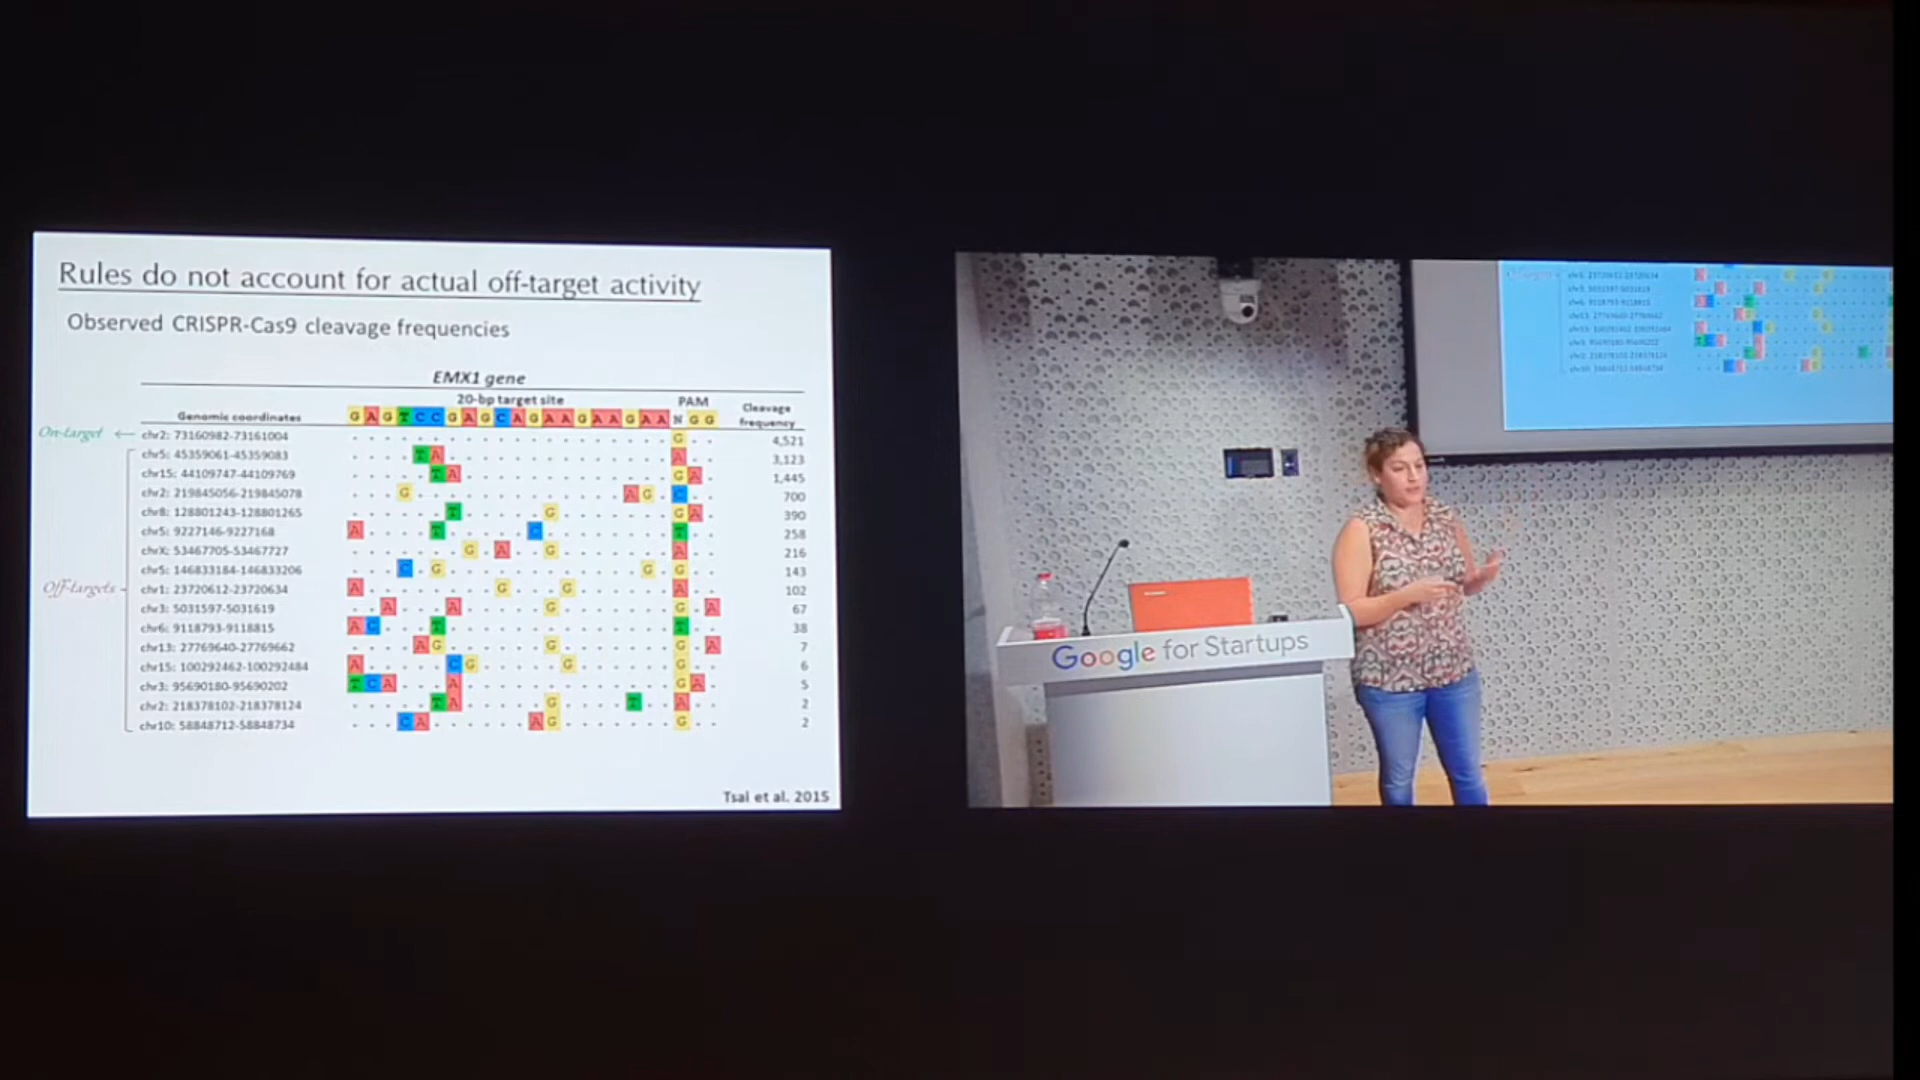 Rules do not account for actual off-target activity
Observed CRISPR-Cas9 cleavage frequencies
EMX1 gene
20-bp target site PAM Cleavage frequency
Genomic coordinates G A G T C C G A G C A G A A G A A G A A N G G
On-target ← chr2: 73160982-73161004 . . . . . . . . . . . . . . . . . . . . G . . 4,521
Off-targets
chr5: 45359061-45359083 . . . . T A . . . . . . . . . . . . . . A . . 3,123
chr15: 44109747-44109769 . . . . . T A . . . . . . . . . . . . . G A . 1,445
chr2: 219845056-219845078 . . . G . . . . . . . . . . . . . A G . C . . 700
chr8: 128801243-128801265 . . . . . . T . . . . . G . . . . . . . G A . 390
chr5: 9227146-9227168 A . . . . T . . . . . C . . . . . . . . T . . 258
chrX: 53467705-53467727 . . . . . . . G . A . . G . . . . . . . A . . 216
chr5: 146833184-146833206 . . . C . G . . . . . . . . . . . . G . G . . 143
chr1: 23720612-23720634 A . . . . . . . . G . . . G . . . . . . A . . 102
chr3: 5031597-5031619 . . A . . . A . . . . . G . . . . . . . G . A 67
chr6: 9118793-9118815 A C . . . T . . . . . . . . . . . . . . T . . 38
chr13: 27769640-27769662 . . . . A G . . . . . . G . . . . . . . G . A 7
chr15: 100292462-100292484 A . . . . . C G . . . . . G . . . . . . G . . 6
chr3: 95690180-95690202 T C A . . . A . . . . . . . . . . . . . G A . 5
chr2: 218378102-218378124 . . . . . T A . . . . . G . . . . T . . A . . 2
chr10: 58848712-58848734 . . . C A . . . . . . A G . . . . . . . G . . 2
Tsai et al. 2015
Google for Startups